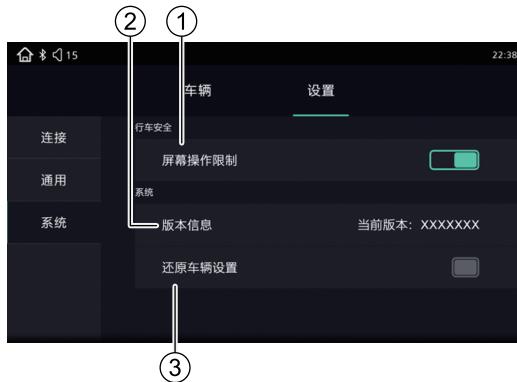 ② ①
15 22:38
车辆 设置
行车安全
连接
屏幕操作限制
通用
系统
系统 版本信息 当前版本：XXXXXXX
还原车辆设置
③